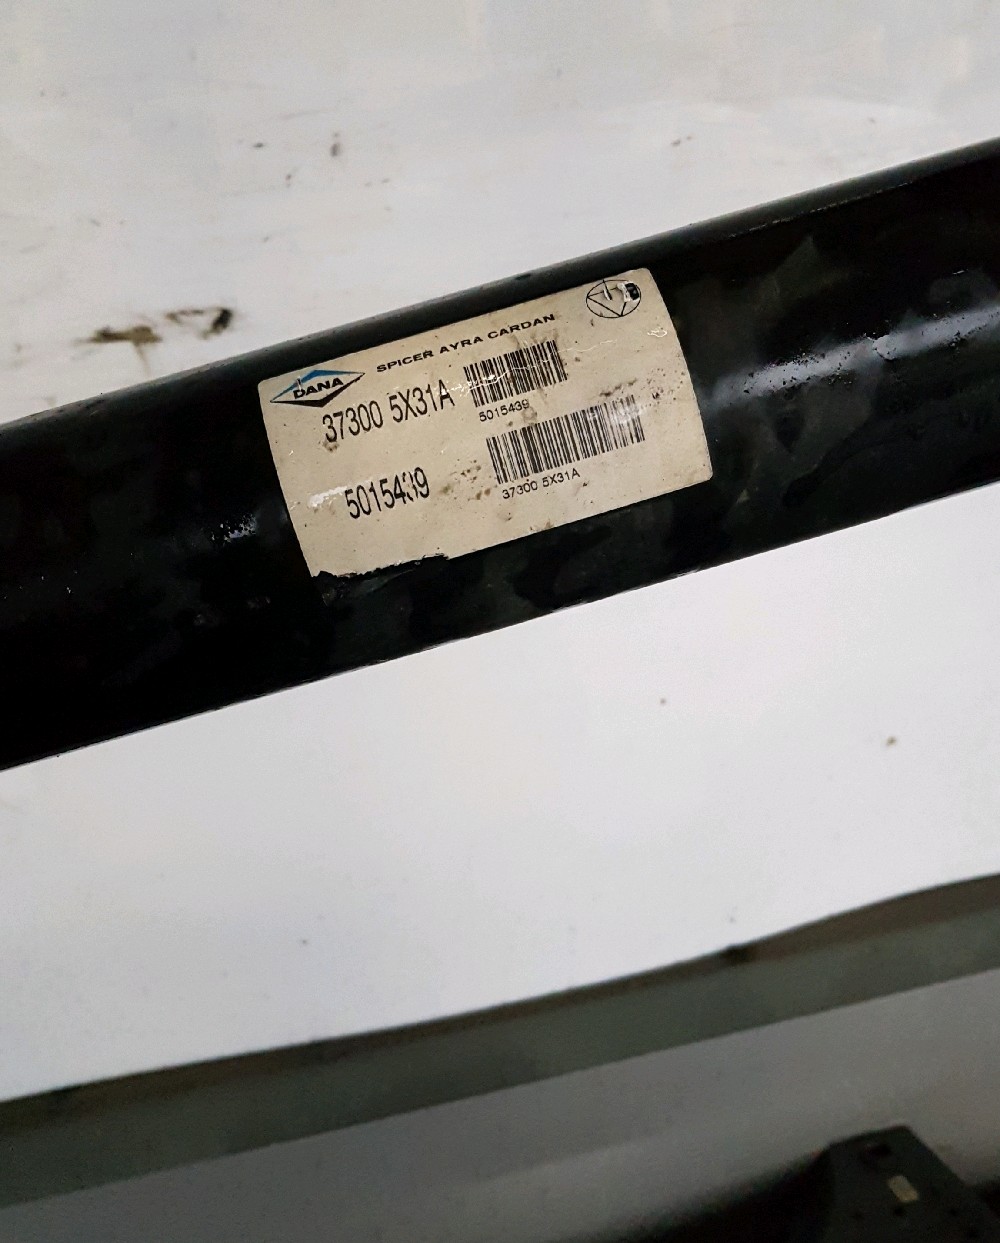 DANA
SPICER AYRA CARDAN
37300 5X31A
5015439
5015439
37300 5X31A